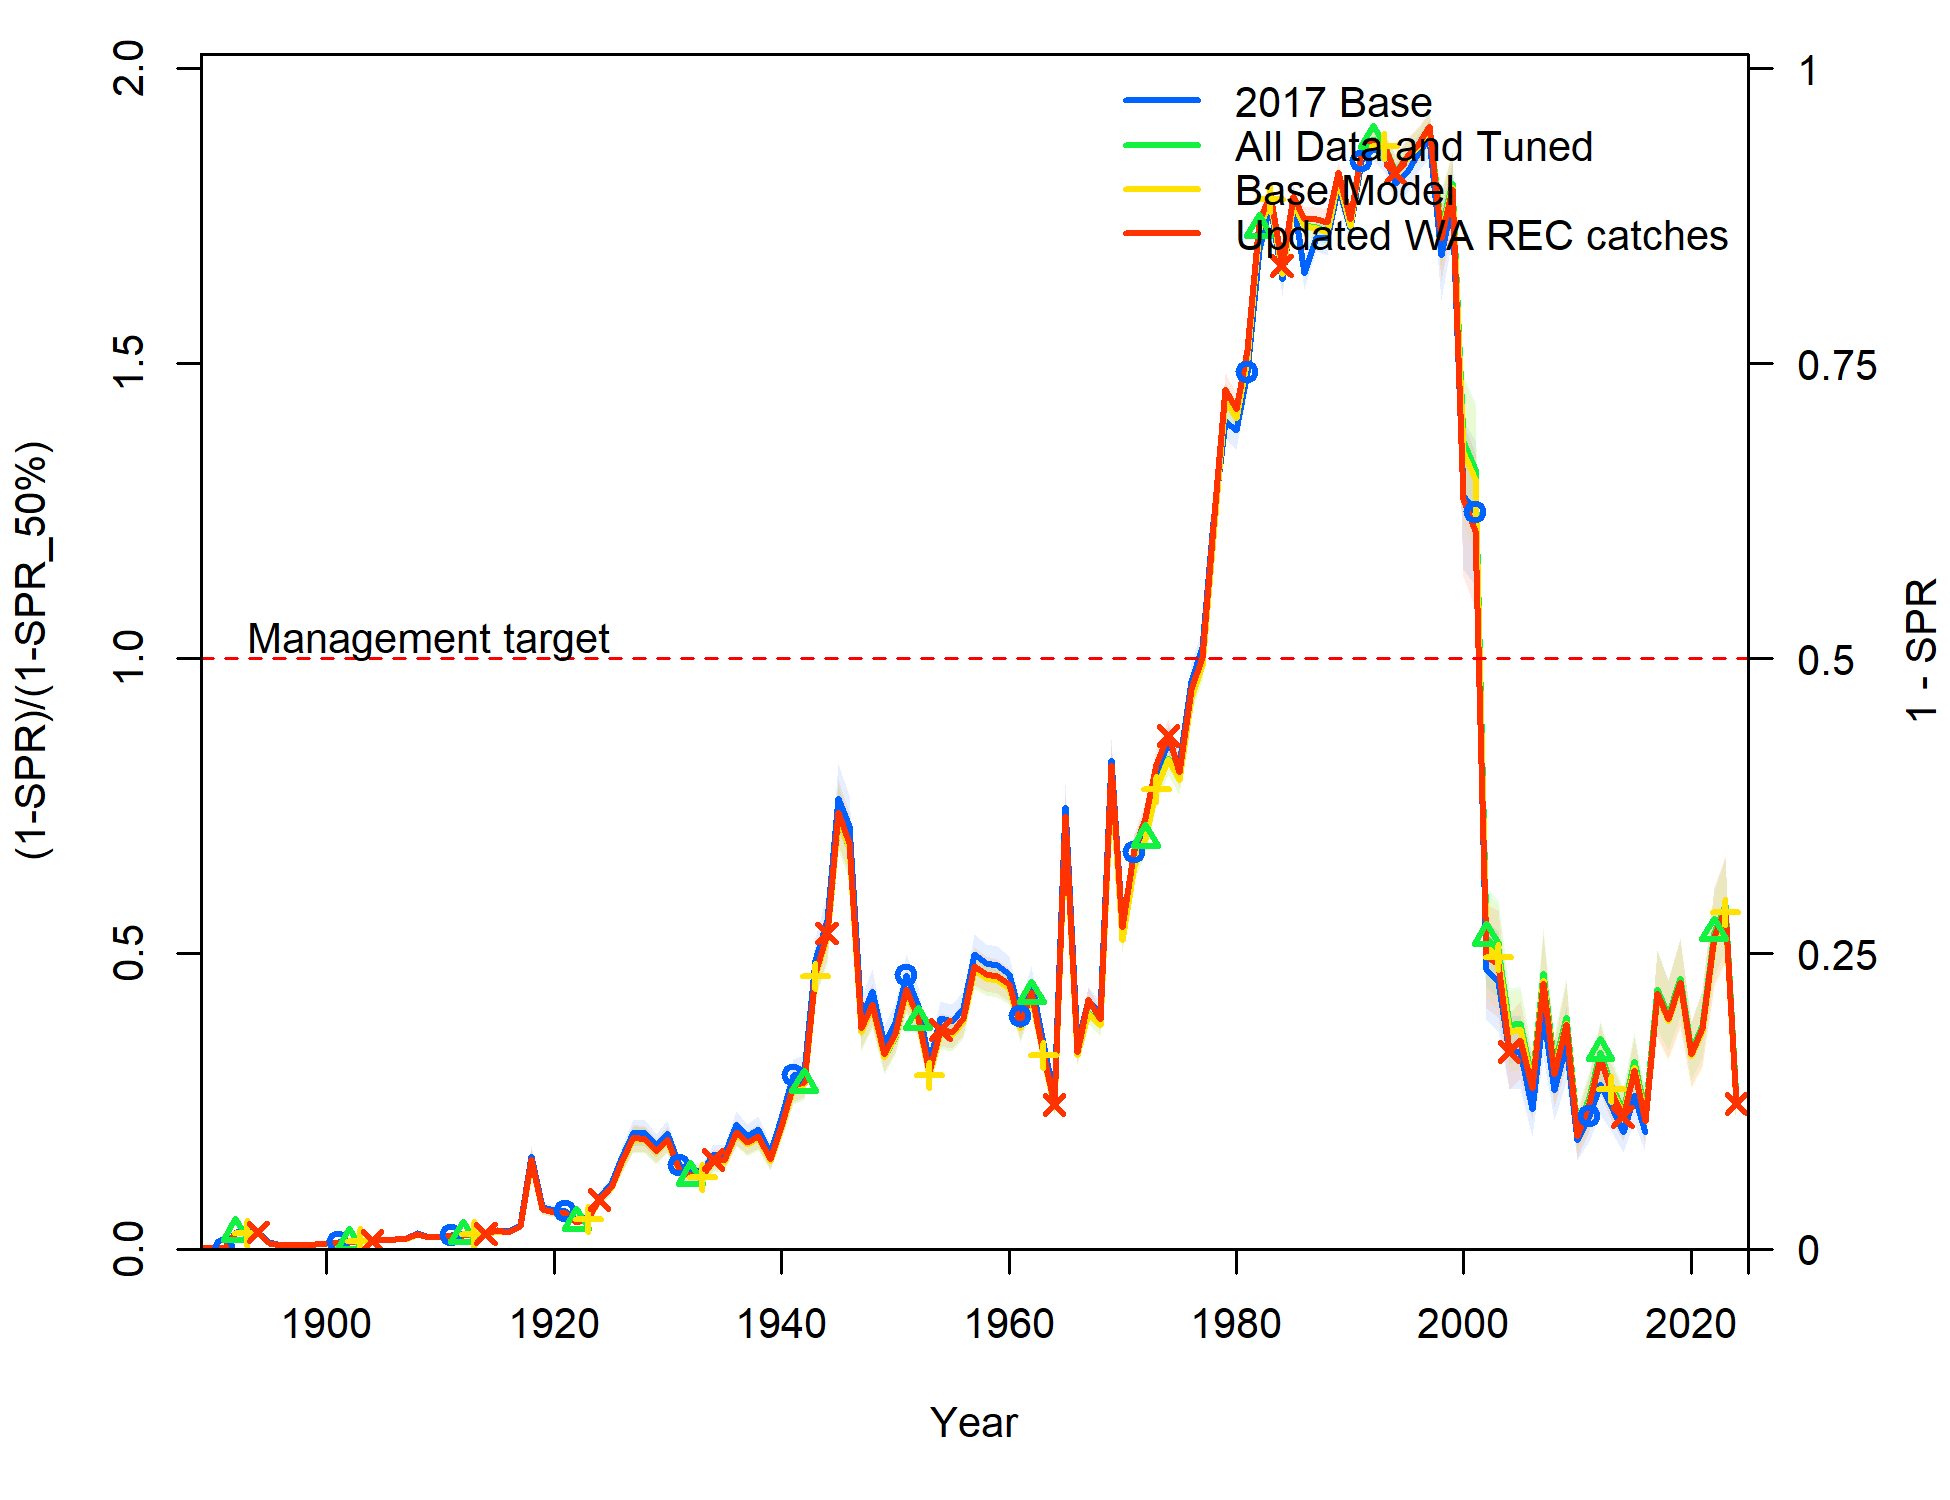 2017 Base
All Data and Tuned
Base Model
Updated WA REC catches
Management target
(1-SPR)/(1-SPR_50%)
0.0
0.5
1.0
1.5
2.0
1 - SPR
0
0.25
0.5
0.75
1
1900
1920
1940
1960
1980
2000
2020
Year